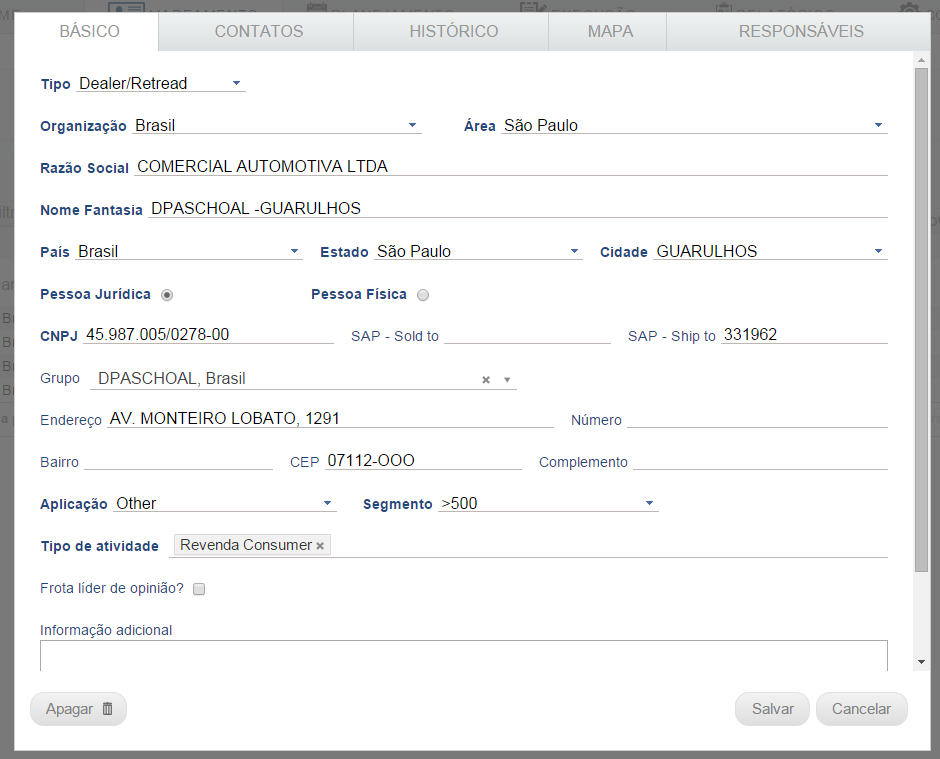 BÁSICO CONTATOS HISTÓRICO MAPA RESPONSÁVEIS
Tipo Dealer/Retread
Organização Brasil Área São Paulo
Razão Social COMERCIAL AUTOMOTIVA LTDA
Nome Fantasia DPASCHOAL -GUARULHOS
País Brasil Estado São Paulo Cidade GUARULHOS
Pessoa Jurídica Pessoa Física
CNPJ 45.987.005/0278-00 SAP - Sold to SAP - Ship to 331962
Grupo DPASCHOAL, Brasil
Endereço AV. MONTEIRO LOBATO, 1291 Número
Bairro CEP 07112-OOO Complemento
Aplicação Other Segmento >500
Tipo de atividade Revenda Consumer
Frota líder de opinião?
Informação adicional
Apagar Salvar Cancelar